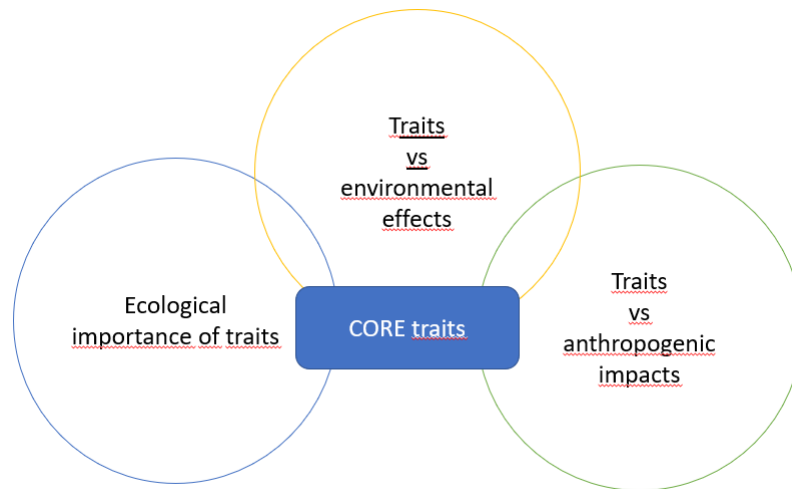 Traits
vs
environmental
effects
Ecological
importance of traits
CORE traits
Traits
vs
anthropogenic
impacts